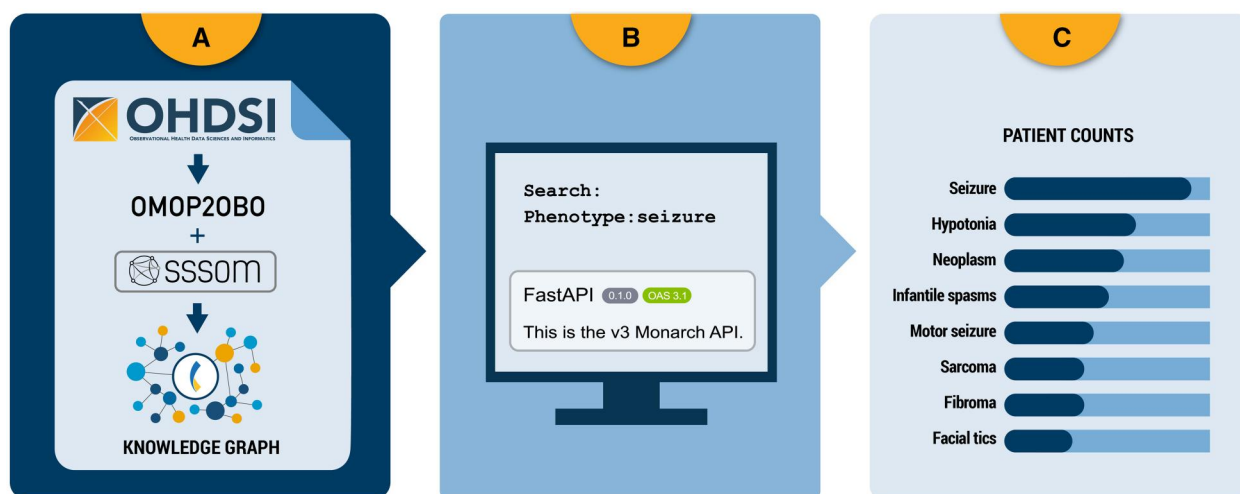 A
OHDSI
OBSERVATIONAL HEALTH DATA SCIENCES AND INFORMATICS
OMOP2OBO
+
SSSOM
KNOWLEDGE GRAPH
B
Search:
Phenotype:seizure
FastAPI 0.1.0 OAS 3.1
This is the v3 Monarch API.
C
PATIENT COUNTS
Seizure
Hypotonia
Neoplasm
Infantile spasms
Motor seizure
Sarcoma
Fibroma
Facial tics